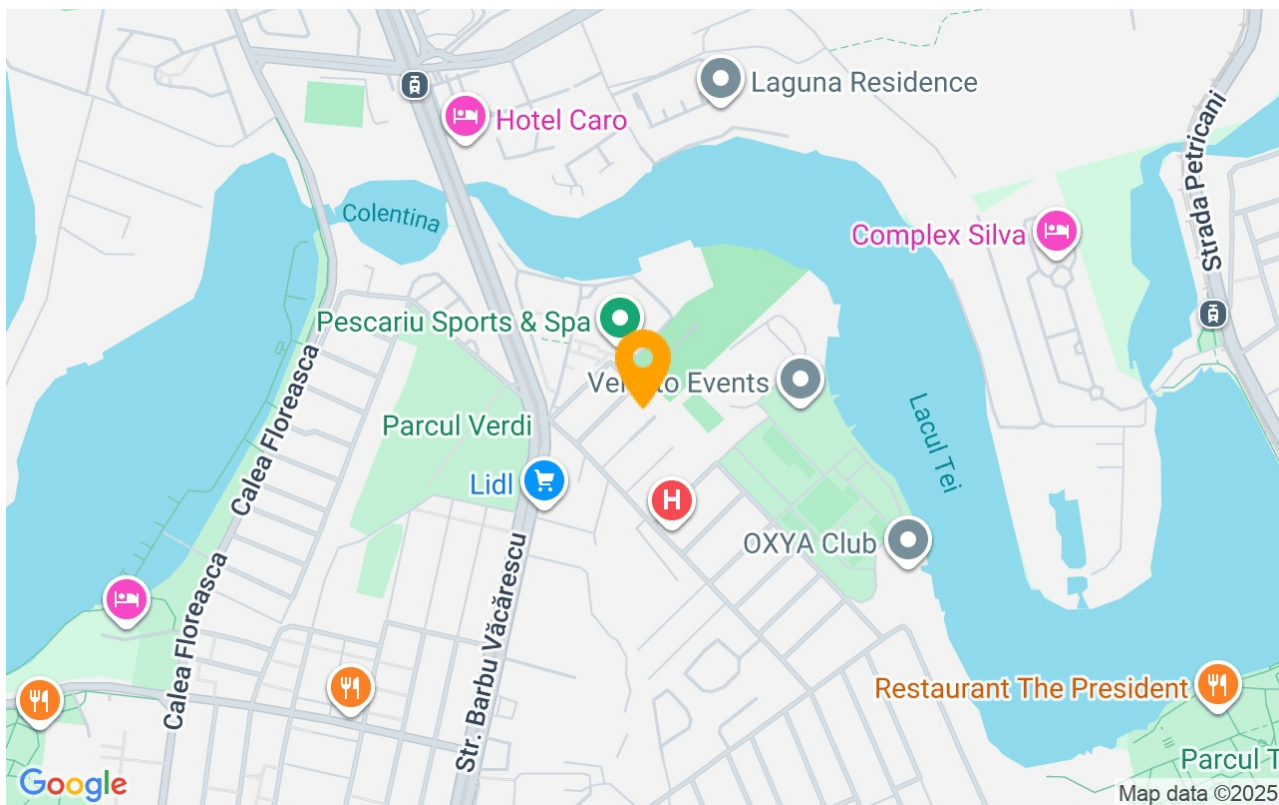 Laguna Residence
Hotel Caro
Strada Petricani
Colentina
Complex Silva
Pescariu Sports & Spa
Calea Floreasca
Events
Lacul Tei
Parcul Verdi
Lidl
H
OXYA Club
Calea Floreasca
Str. Barbu Văcărescu
Restaurant The President
Parcul T
Google
Map data ©2025